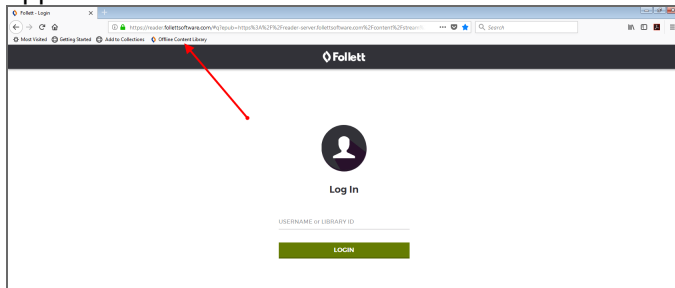 Follett - Login
https://reader.follettsoftware.com/#q?epub=https%3A%2F%2Freader-server.follettsoftware.com%2Fcontent%2Fstream%
Search
Most Visited Getting Started Add to Collections Offline Content Library
Follett
Log In
USERNAME or LIBRARY ID
LOGIN